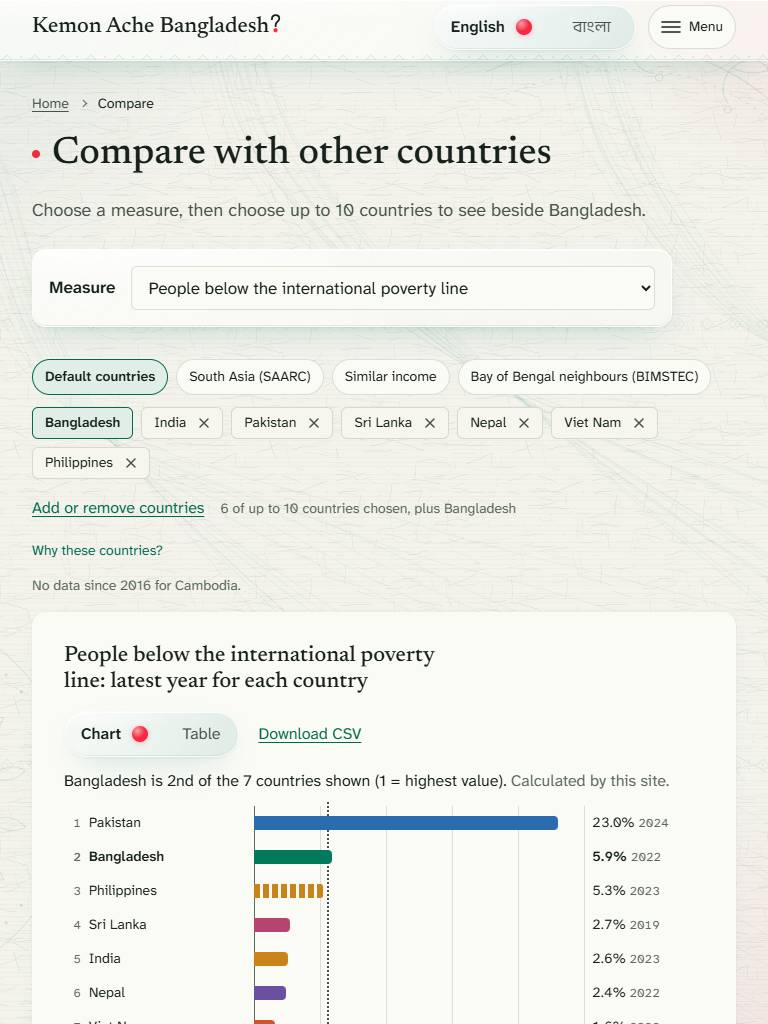 Kemon Ache Bangladesh?
English বাংলা Menu
Home > Compare
Compare with other countries
Choose a measure, then choose up to 10 countries to see beside Bangladesh.
Measure People below the international poverty line
Default countries South Asia (SAARC) Similar income Bay of Bengal neighbours (BIMSTEC)
Bangladesh India Pakistan Sri Lanka Nepal Viet Nam
Philippines
Add or remove countries 6 of up to 10 countries chosen, plus Bangladesh
Why these countries?
No data since 2016 for Cambodia.
People below the international poverty
line: latest year for each country
Chart Table Download CSV
Bangladesh is 2nd of the 7 countries shown (1 = highest value). Calculated by this site.
1 Pakistan 23.0% 2024
2 Bangladesh 5.9% 2022
3 Philippines 5.3% 2023
4 Sri Lanka 2.7% 2019
5 India 2.6% 2023
6 Nepal 2.4% 2022